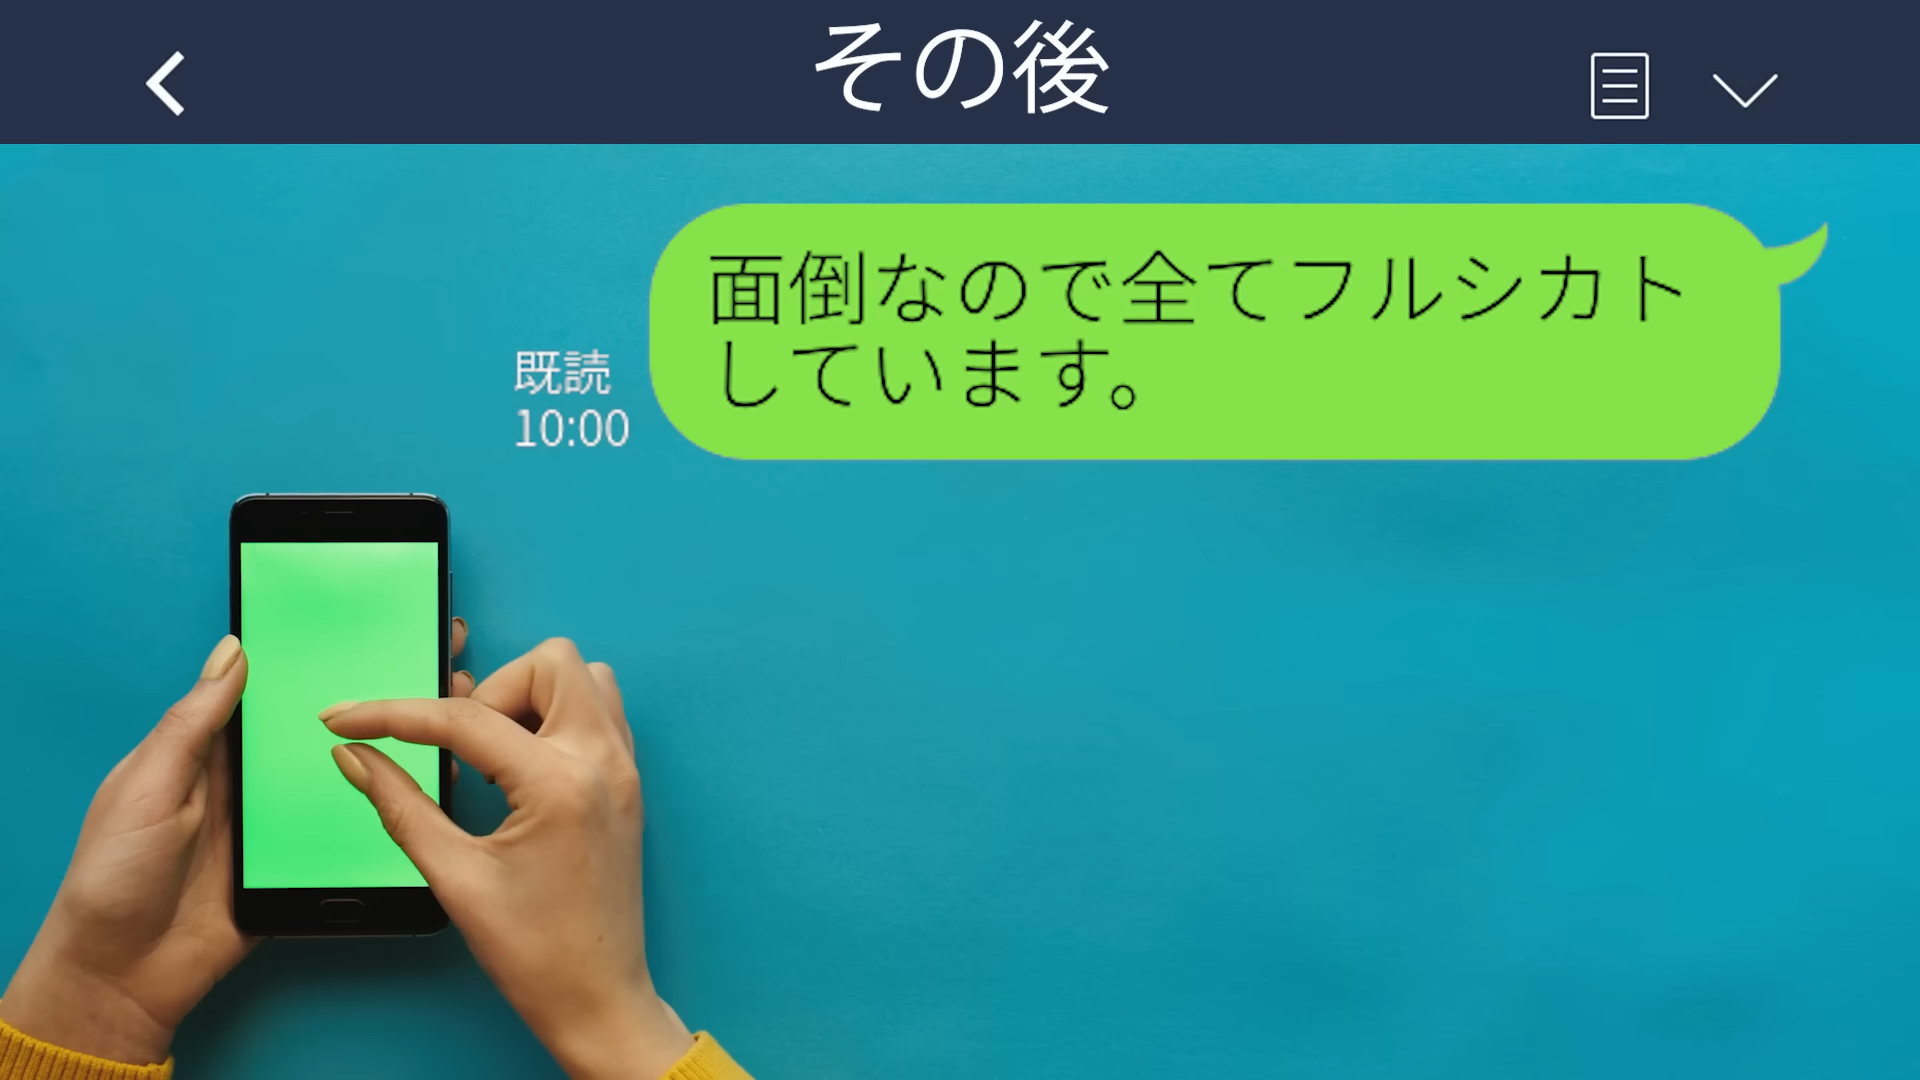 その後
面倒なので全てフルシカト
しています。
既読
10:00